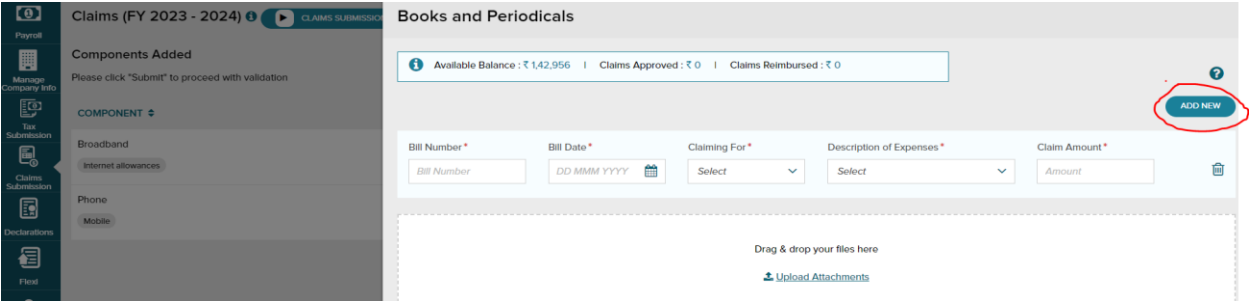 Payroll
Manage
Company Info
Tax
Submission
Claims
Submission
Declarations
Flexi
Claims (FY 2023 - 2024) CLAIMS SUBMISSION
Components Added
Please click "Submit" to proceed with validation
COMPONENT
Broadband
Internet allowances
Phone
Mobile
Books and Periodicals
Available Balance : ₹ 1,42,956 | Claims Approved : ₹ 0 | Claims Reimbursed : ₹ 0
?
ADD NEW
Bill Number* Bill Date* Claiming For* Description of Expenses* Claim Amount*
Bill Number DD MMM YYYY Select Select Amount
Drag & drop your files here
Upload Attachments